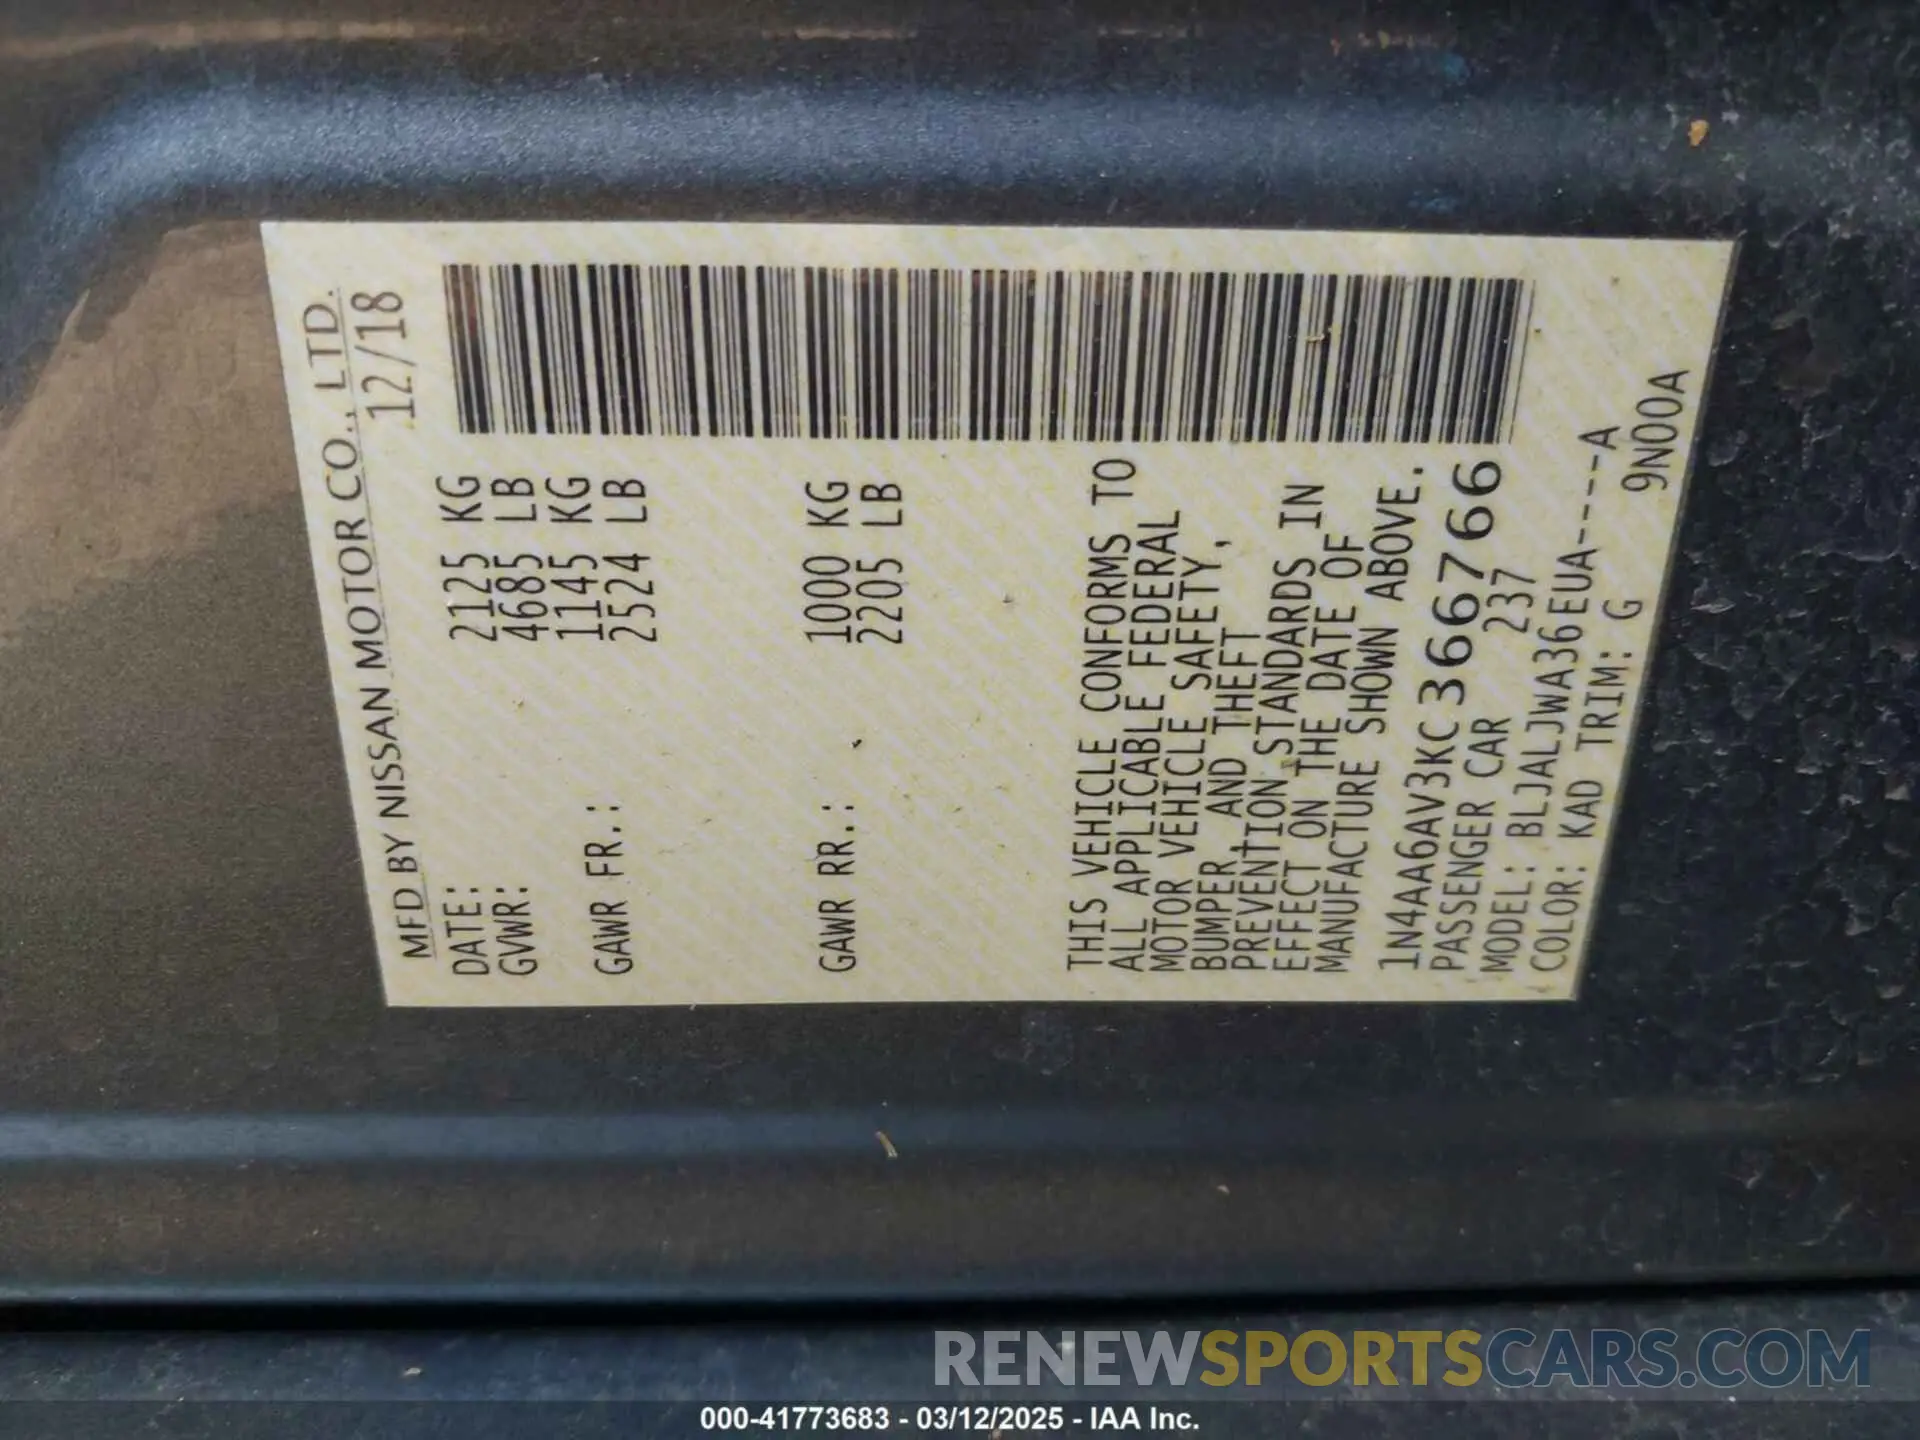 MFD BY NISSAN MOTOR CO., LTD.
DATE: 12/18
GVWR: 2125 KG
4685 LB
GAWR FR.: 1145 KG
2524 LB
GAWR RR.: 1000 KG
2205 LB
THIS VEHICLE CONFORMS TO
ALL APPLICABLE FEDERAL
MOTOR VEHICLE SAFETY,
BUMPER, AND THEFT
PREVENTION STANDARDS IN
EFFECT ON THE DATE OF
MANUFACTURE SHOWN ABOVE.
1N4AA6AV3KC366766
PASSENGER CAR 237
MODEL: BLJALJWA36EUA----A
COLOR: KAD TRIM: G 9N00A
RENEWSPORTSCARS.COM
000-41773683 - 03/12/2025 - IAA Inc.